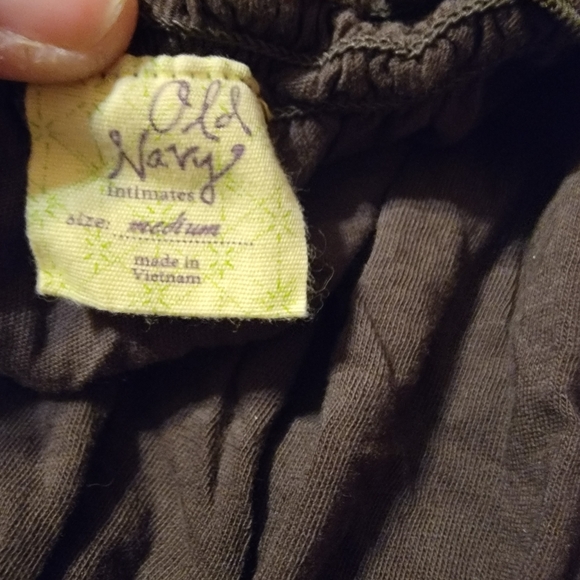 Old
Navy
intimates
size: medium
made in
Vietnam